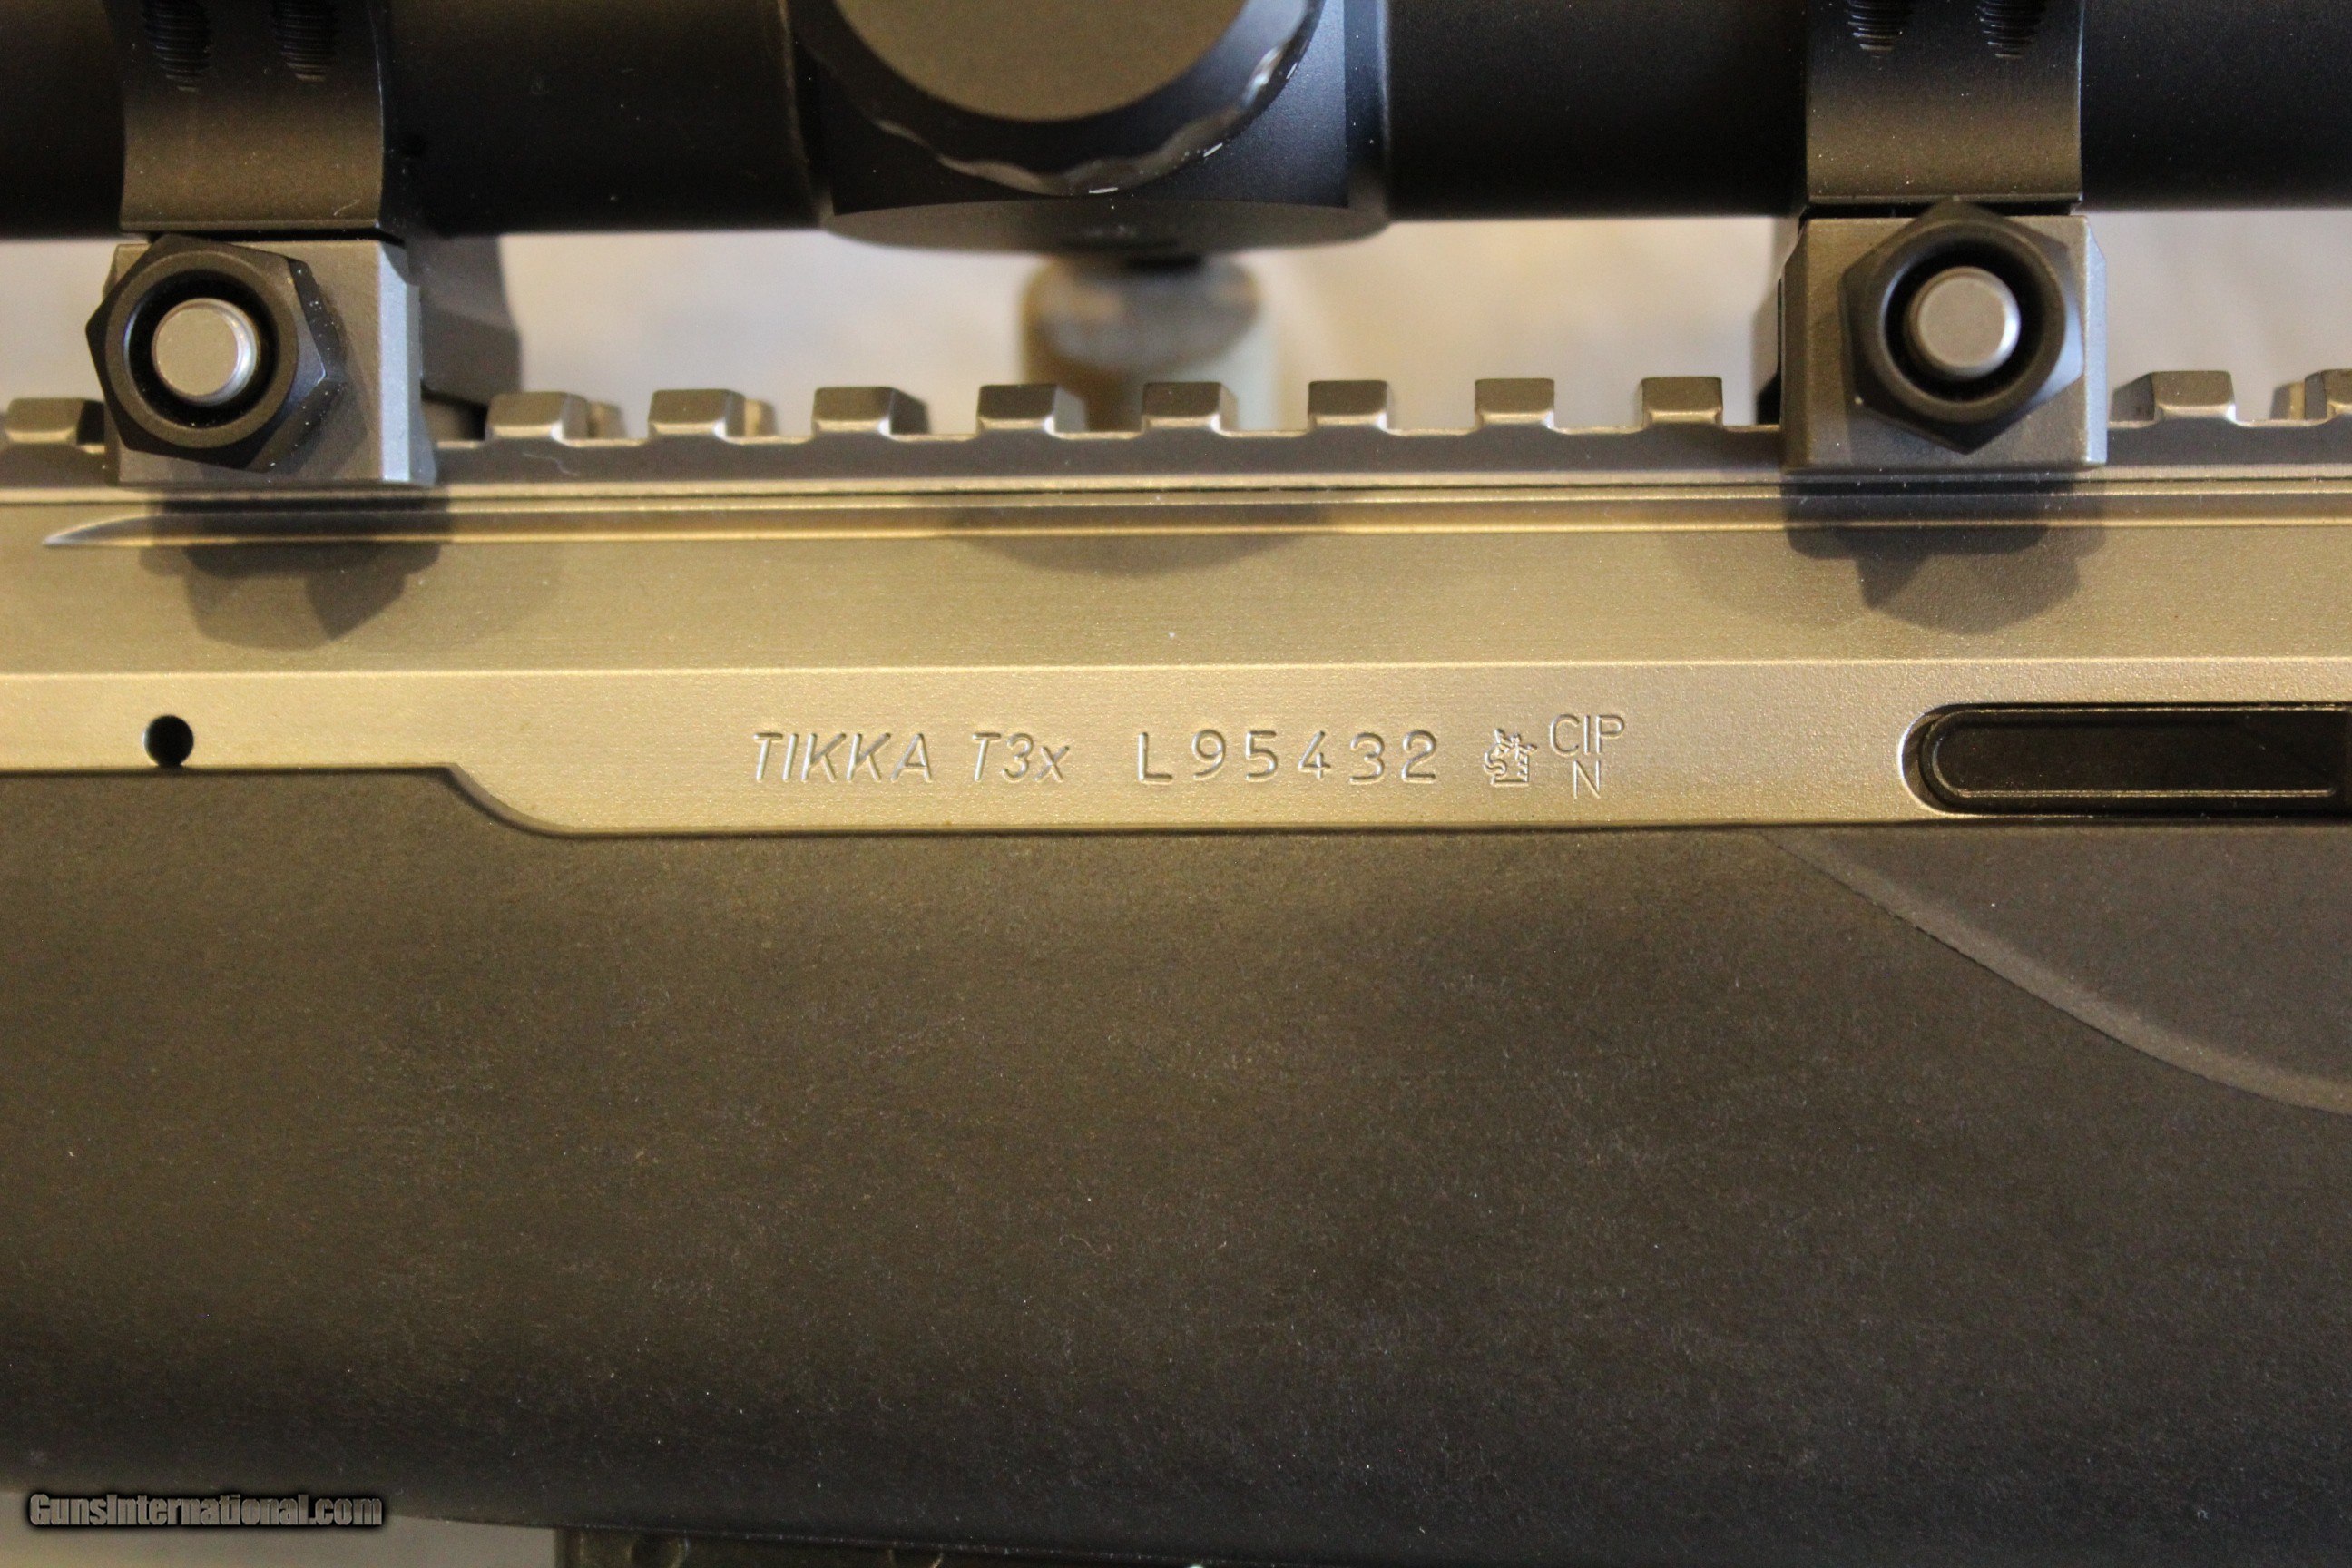 TIKKA T3x L95432 CIP
N
GunsInternational.com